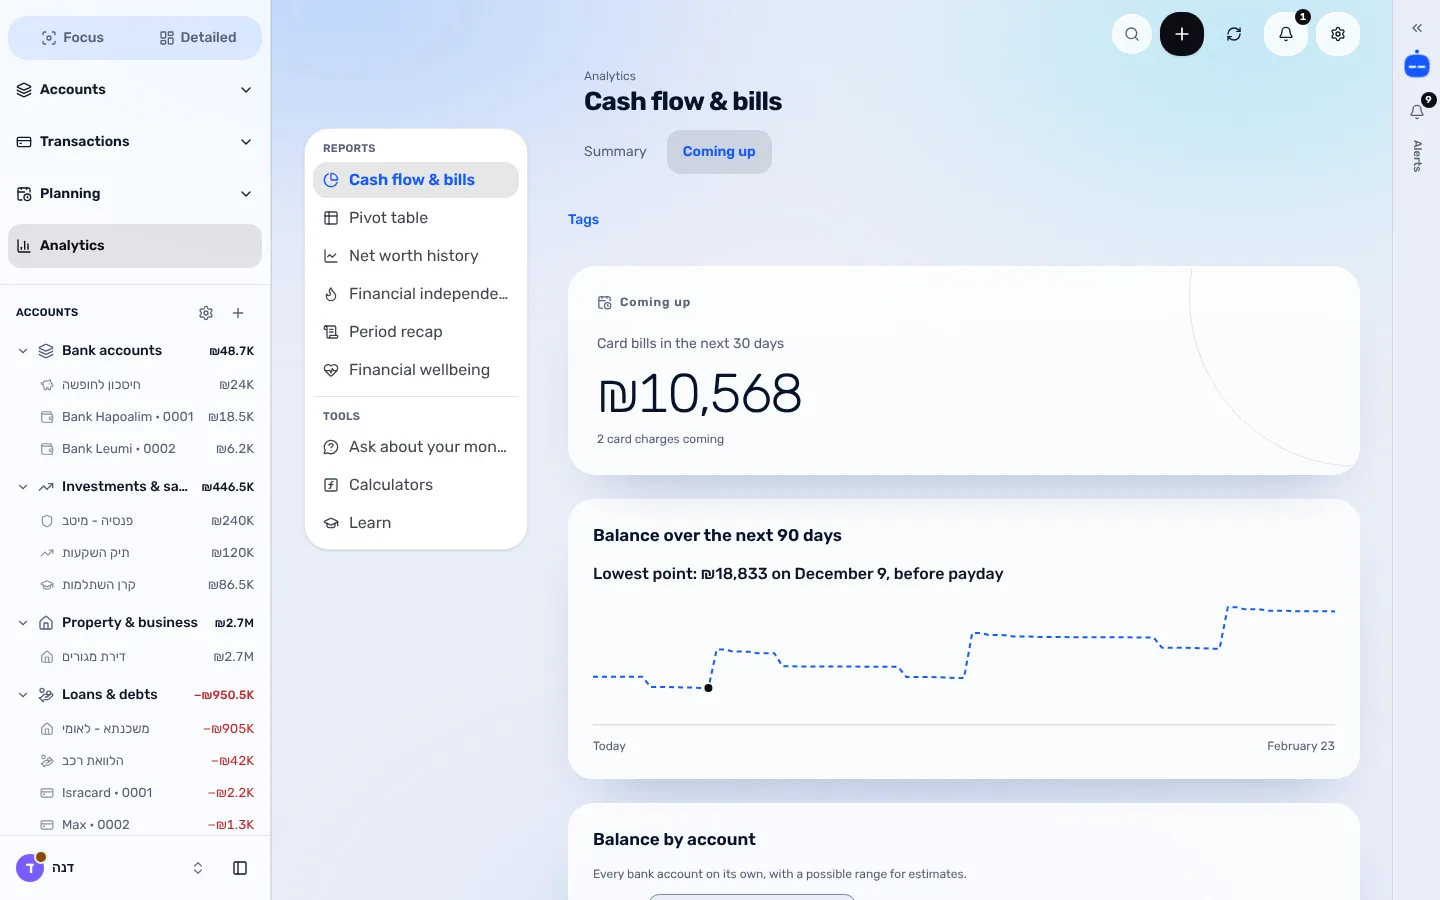 Focus
Detailed
Accounts
Transactions
Planning
Analytics
ACCOUNTS
Bank accounts ₪48.7K
חיסכון לחופשה ₪24K
Bank Hapoalim • 0001 ₪18.5K
Bank Leumi • 0002 ₪6.2K
Investments & sa... ₪446.5K
פנסיה - מיטב ₪240K
תיק השקעות ₪120K
קרן השתלמות ₪86.5K
Property & business ₪2.7M
דירת מגורים ₪2.7M
Loans & debts −₪950.5K
משכנתא - לאומי −₪905K
הלוואת רכב −₪42K
Isracard • 0001 −₪2.2K
Max • 0002 −₪1.3K
T דנה
REPORTS
Cash flow & bills
Pivot table
Net worth history
Financial independe...
Period recap
Financial wellbeing
TOOLS
Ask about your mon...
Calculators
Learn
1
Analytics
Cash flow & bills
Summary
Coming up
Tags
Coming up
Card bills in the next 30 days
₪10,568
2 card charges coming
Balance over the next 90 days
Lowest point: ₪18,833 on December 9, before payday
Today
February 23
Balance by account
Every bank account on its own, with a possible range for estimates.
9
Alerts